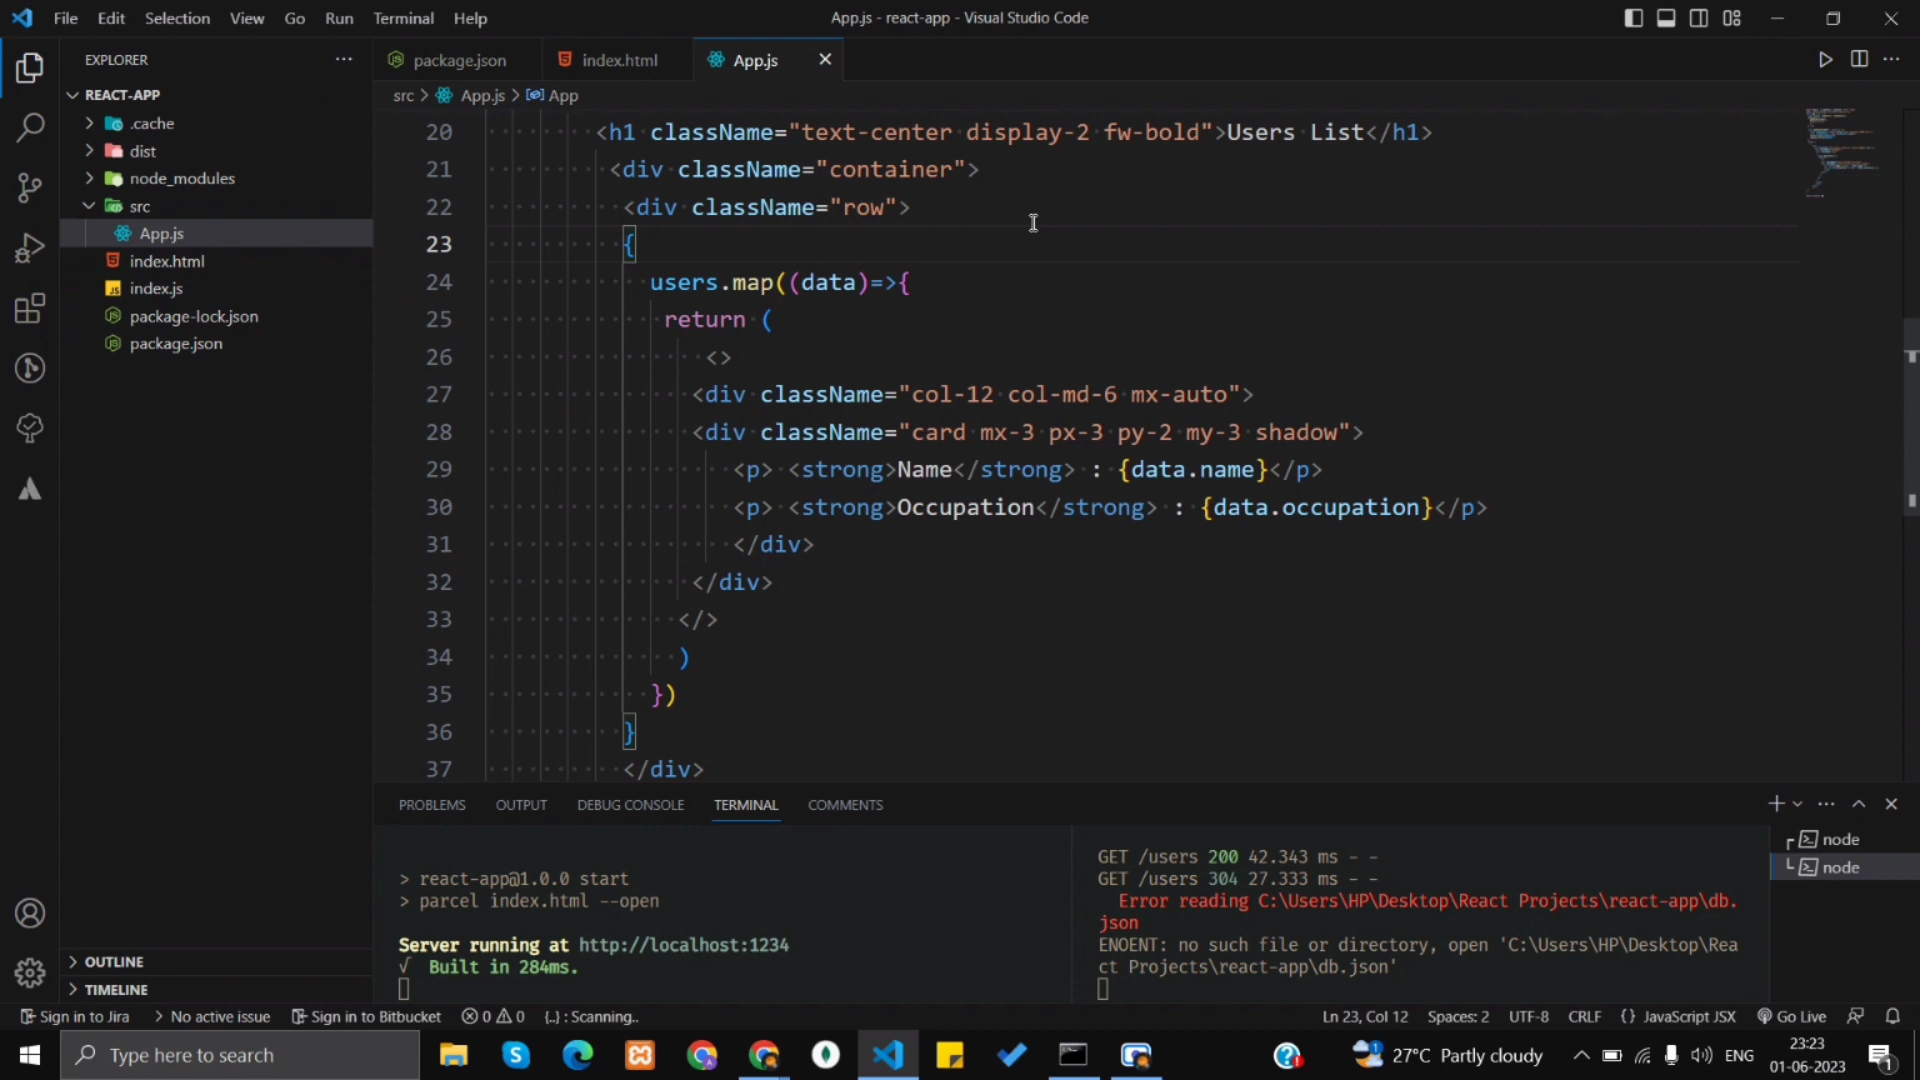 File Edit Selection View Go Run Terminal Help
App.js - react-app - Visual Studio Code
EXPLORER
REACT-APP
.cache
dist
node_modules
src
App.js
index.html
index.js
package-lock.json
package.json
OUTLINE
TIMELINE
package.json index.html App.js
src > App.js > App
20 <h1 className="text-center display-2 fw-bold">Users List</h1>
21 <div className="container">
22 <div className="row">
23 {
24 users.map((data)=>{
25 return (
26 <>
27 <div className="col-12 col-md-6 mx-auto">
28 <div className="card mx-3 px-3 py-2 my-3 shadow">
29 <p> <strong>Name</strong> : {data.name}</p>
30 <p> <strong>Occupation</strong> : {data.occupation}</p>
31 </div>
32 </div>
33 </>
34 )
35 })
36 }
37 </div>
PROBLEMS OUTPUT DEBUG CONSOLE TERMINAL COMMENTS
> react-app@1.0.0 start
> parcel index.html --open
Server running at http://localhost:1234
√ Built in 284ms.
GET /users 200 42.343 ms - -
GET /users 304 27.333 ms - -
Error reading C:\Users\HP\Desktop\React Projects\react-app\db.
json
ENOENT: no such file or directory, open 'C:\Users\HP\Desktop\Rea
ct Projects\react-app\db.json'
node
node
Sign in to Jira No active issue Sign in to Bitbucket 0 0 {..} : Scanning.. Ln 23, Col 12 Spaces: 2 UTF-8 CRLF {} JavaScript JSX Go Live
Type here to search
27°C Partly cloudy ENG
23:23
01-06-2023
1